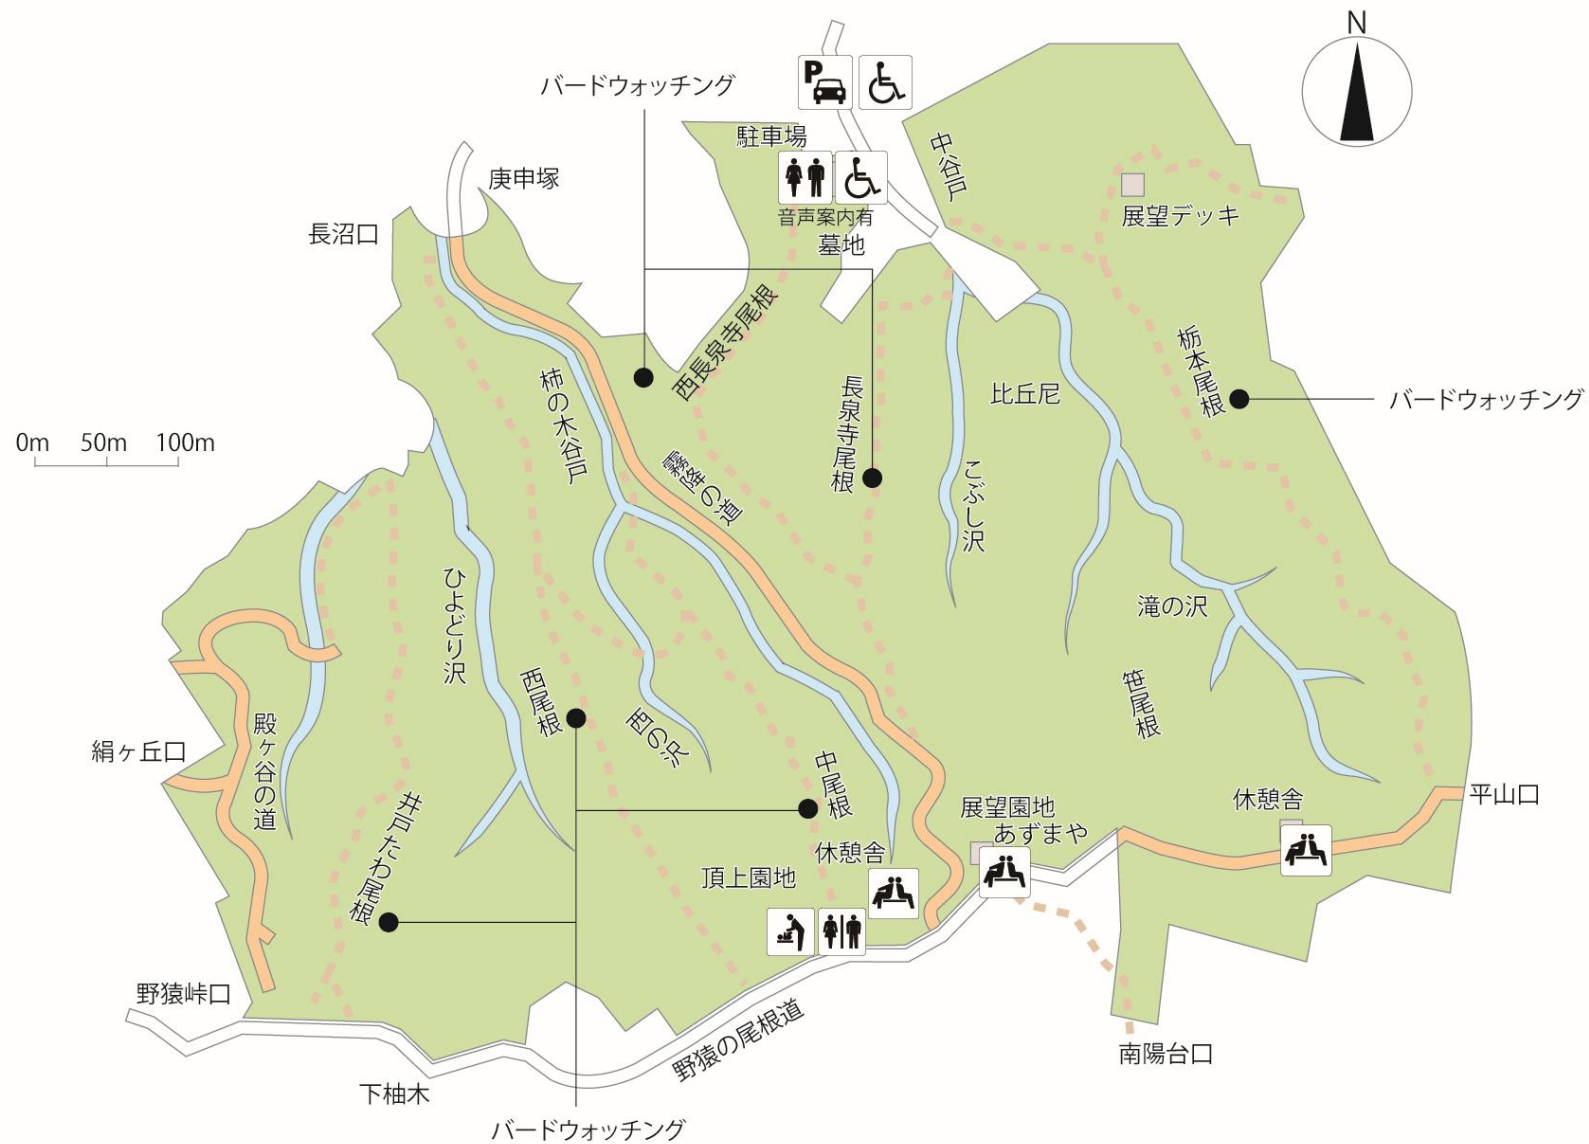 N
バードウォッチング
P
駐車場
中谷戸
庚申塚
音声案内有
展望デッキ
長沼口
墓地
西長泉寺尾根
栃本尾根
柿の木谷戸
長泉寺尾根
比丘尼
バードウォッチング
0m 50m 100m
霧降の道
こぶし沢
ひよどり沢
滝の沢
西尾根
笹尾根
西の沢
殿ヶ谷の道
絹ヶ丘口
中尾根
井戸たわ尾根
展望園地
あずまや
休憩舎
平山口
休憩舎
頂上園地
野猿峠口
野猿の尾根道
南陽台口
下柚木
バードウォッチング